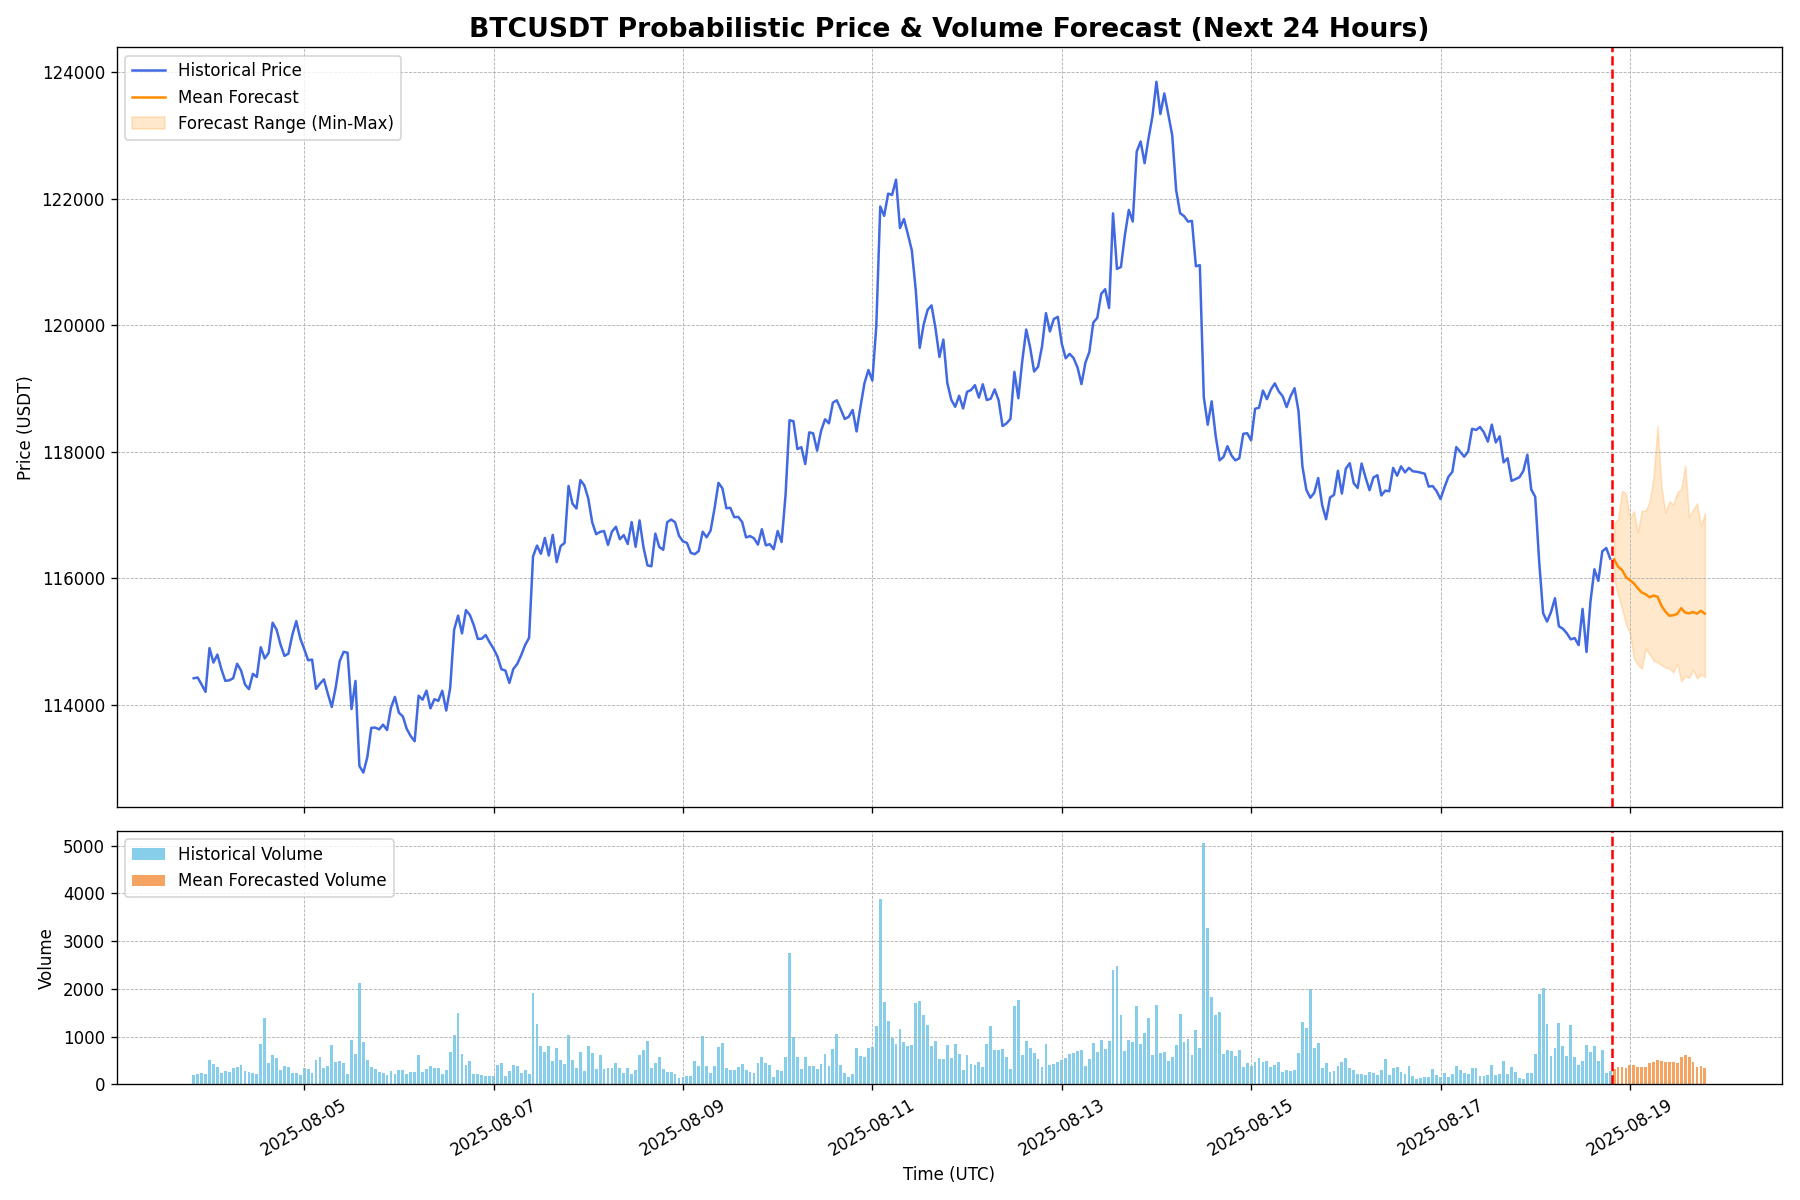 BTCUSDT Probabilistic Price & Volume Forecast (Next 24 Hours)
Historical Price
Mean Forecast
Forecast Range (Min-Max)
Price (USDT)
124000
122000
120000
118000
116000
114000
Historical Volume
Mean Forecasted Volume
Volume
5000
4000
3000
2000
1000
0
2025-08-05
2025-08-07
2025-08-09
2025-08-11
2025-08-13
2025-08-15
2025-08-17
2025-08-19
Time (UTC)